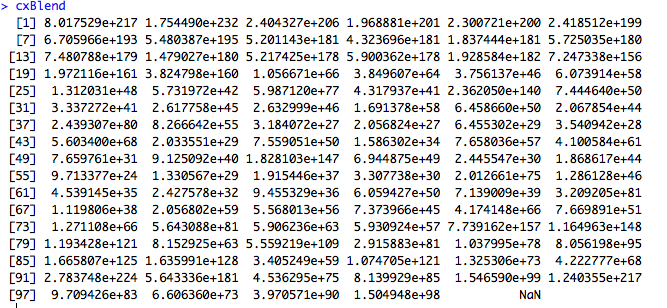 > cxBlend
[1] 8.017529e+217 1.754490e+232 2.404327e+206 1.968881e+201 2.300721e+200 2.418512e+199
[7] 6.705966e+193 5.480387e+195 5.201143e+181 4.323696e+181 1.837444e+181 5.725035e+180
[13] 7.480788e+179 1.479027e+180 5.217425e+178 5.900362e+178 1.928584e+182 7.247338e+156
[19] 1.972116e+161 3.824798e+160 1.056671e+66 3.849607e+64 3.756137e+46 6.073914e+58
[25] 1.312031e+48 5.731972e+42 5.987120e+77 4.317937e+41 2.362050e+140 7.444640e+50
[31] 3.337272e+41 2.617758e+45 2.632999e+46 1.691378e+58 6.458660e+50 2.067854e+44
[37] 2.439307e+80 8.266642e+55 3.184072e+27 2.056824e+27 6.455302e+29 3.540942e+28
[43] 5.603400e+68 2.033551e+29 7.559051e+50 1.586302e+34 7.658036e+57 4.100584e+61
[49] 7.659761e+31 9.125092e+40 1.828103e+147 6.944875e+49 2.445547e+30 1.868617e+44
[55] 9.713377e+24 1.330567e+29 1.915446e+37 3.307738e+30 2.012661e+75 1.286128e+46
[61] 4.539145e+35 2.427578e+32 9.455329e+36 6.059427e+50 7.139009e+39 3.209205e+81
[67] 1.119806e+38 2.056802e+59 5.568013e+56 7.373966e+45 4.174148e+66 7.669891e+51
[73] 1.271108e+66 5.643088e+81 5.906236e+63 5.930924e+57 7.739162e+157 1.164963e+148
[79] 1.193428e+121 8.152925e+63 5.559219e+109 2.915883e+81 1.037995e+78 8.056198e+95
[85] 1.665807e+125 1.635991e+128 3.405249e+59 1.074705e+121 1.325306e+73 4.222777e+68
[91] 2.783748e+224 5.643336e+181 4.536295e+75 8.139929e+85 1.546590e+99 1.240355e+217
[97] 9.709426e+83 6.606360e+73 3.970571e+90 1.504948e+98 NaN